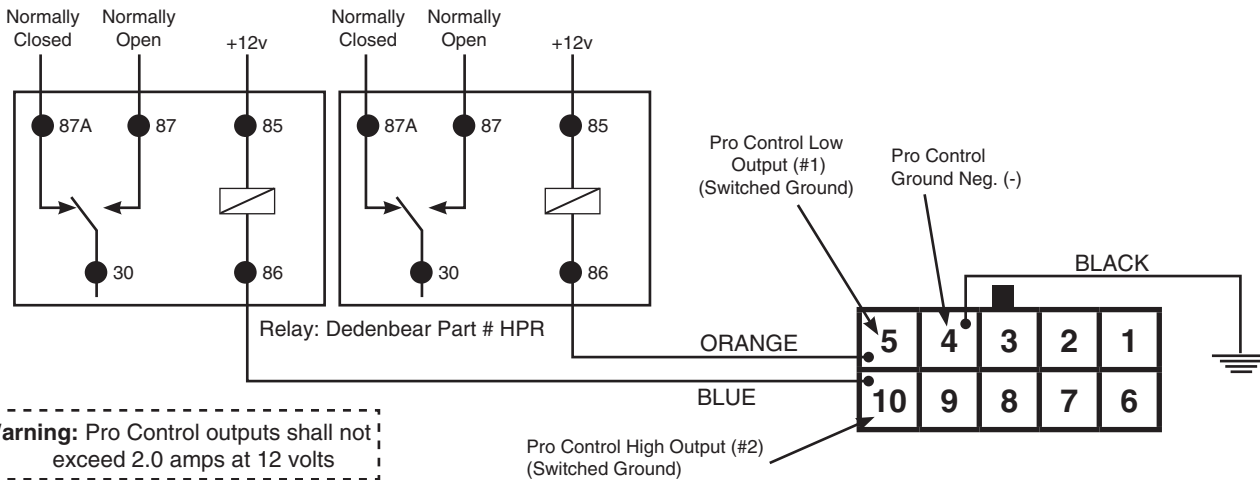 Normally Closed
Normally Open
+12v
Normally Closed
Normally Open
+12v
87A
87
85
87A
87
85
30
86
30
86
Relay: Dedenbear Part # HPR
Pro Control Low
Output (#1)
(Switched Ground)
Pro Control
Ground Neg. (-)
BLACK
ORANGE
BLUE
5 4 3 2 1
10 9 8 7 6
Pro Control High Output (#2)
(Switched Ground)
arning: Pro Control outputs shall not
exceed 2.0 amps at 12 volts